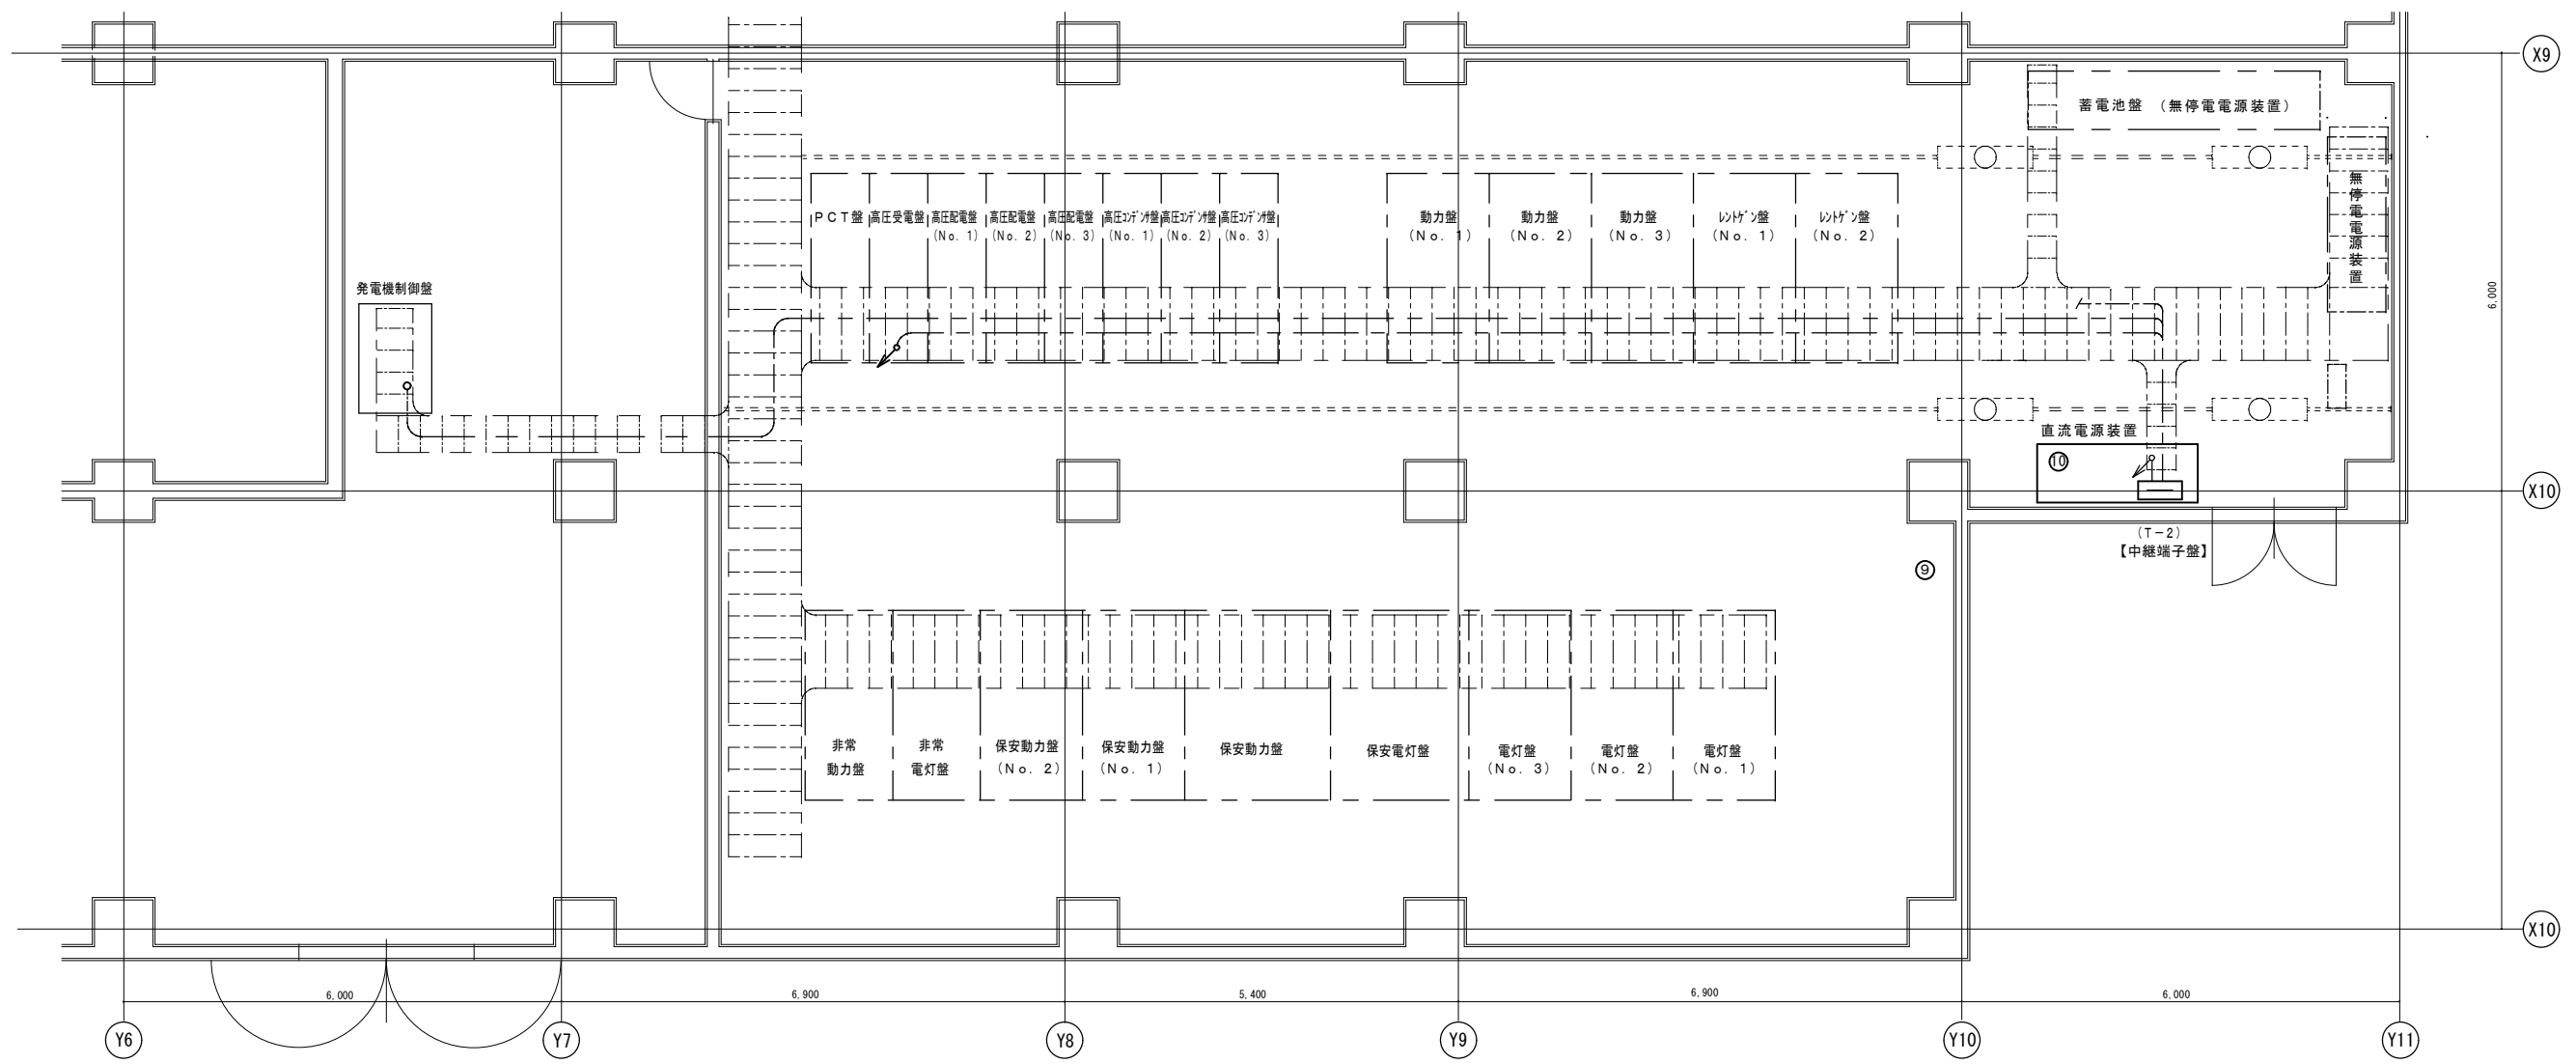 X9
蓄電池盤 (無停電電源装置)
無停電電源装置
PCT盤
高圧受電盤
高圧配電盤
(No. 1)
高圧配電盤
(No. 2)
高圧配電盤
(No. 3)
高圧ｺﾝﾃﾞﾝｻ盤
(No. 1)
高圧ｺﾝﾃﾞﾝｻ盤
(No. 2)
高圧ｺﾝﾃﾞﾝｻ盤
(No. 3)
動力盤
(No. 1)
動力盤
(No. 2)
動力盤
(No. 3)
ﾚﾝﾄｹﾞﾝ盤
(No. 1)
ﾚﾝﾄｹﾞﾝ盤
(No. 2)
発電機制御盤
6,000
直流電源装置
⑩
X10
(T-2)
【中継端子盤】
⑨
非常
動力盤
非常
電灯盤
保安動力盤
(No. 2)
保安動力盤
(No. 1)
保安動力盤
保安電灯盤
電灯盤
(No. 3)
電灯盤
(No. 2)
電灯盤
(No. 1)
X10
6,000
6,900
5,400
6,900
6,000
Y6
Y7
Y8
Y9
Y10
Y11